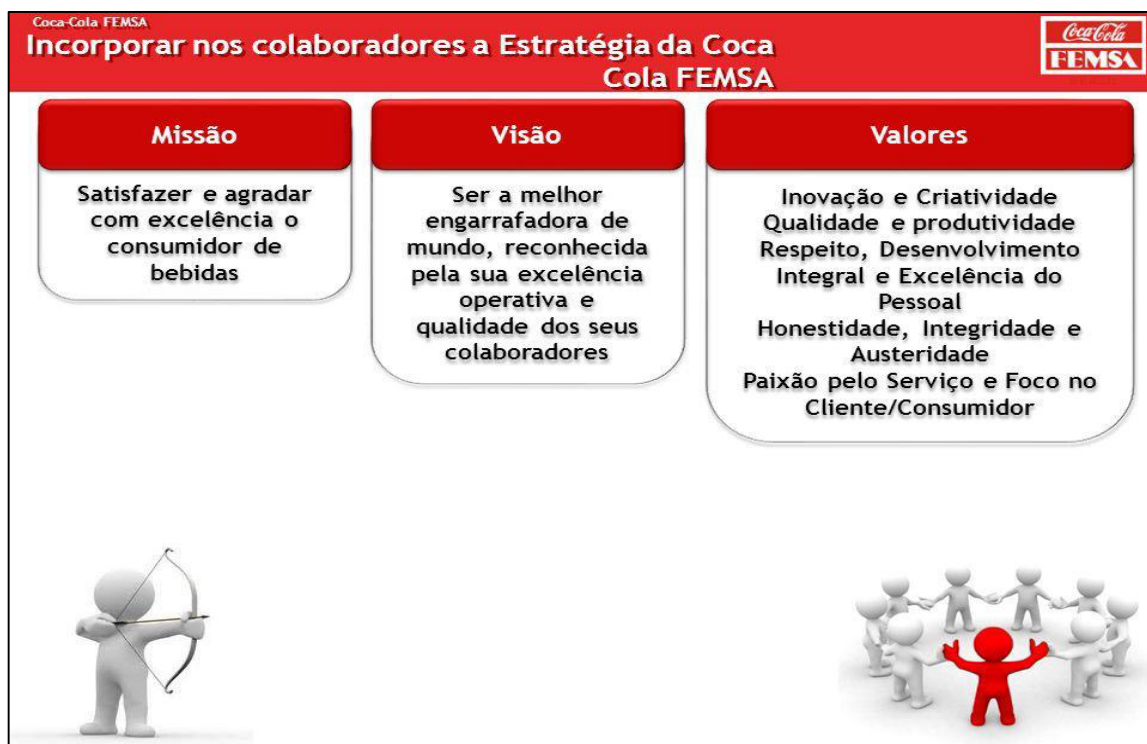 Coca-Cola FEMSA
Incorporar nos colaboradores a Estratégia da Coca
Cola FEMSA
Coca-Cola
FEMSA
Missão
Satisfazer e agradar
com excelência o
consumidor de
bebidas
Visão
Ser a melhor
engarrafadora de
mundo, reconhecida
pela sua excelência
operativa e
qualidade dos seus
colaboradores
Valores
Inovação e Criatividade
Qualidade e produtividade
Respeito, Desenvolvimento
Integral e Excelência do
Pessoal
Honestidade, Integridade e
Austeridade
Paixão pelo Serviço e Foco no
Cliente/Consumidor